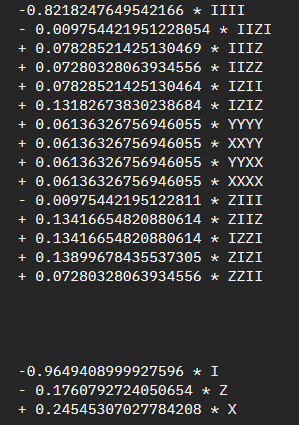 -0.8218247649542166 * IIII
- 0.009754421951228054 * IIZI
+ 0.07828521425130469 * IIIZ
+ 0.07280328063934556 * IIZZ
+ 0.07828521425130464 * IZII
+ 0.13182673830238684 * IZIZ
+ 0.06136326756946055 * YYYY
+ 0.06136326756946055 * XXYY
+ 0.06136326756946055 * YYXX
+ 0.06136326756946055 * XXXX
- 0.00975442195122811 * ZIII
+ 0.13416654820880614 * ZIIZ
+ 0.13416654820880614 * IZZI
+ 0.13899678435537305 * ZIZI
+ 0.07280328063934556 * ZZII
-0.9649408999927596 * I
- 0.1760792724050654 * Z
+ 0.24545307027784208 * X